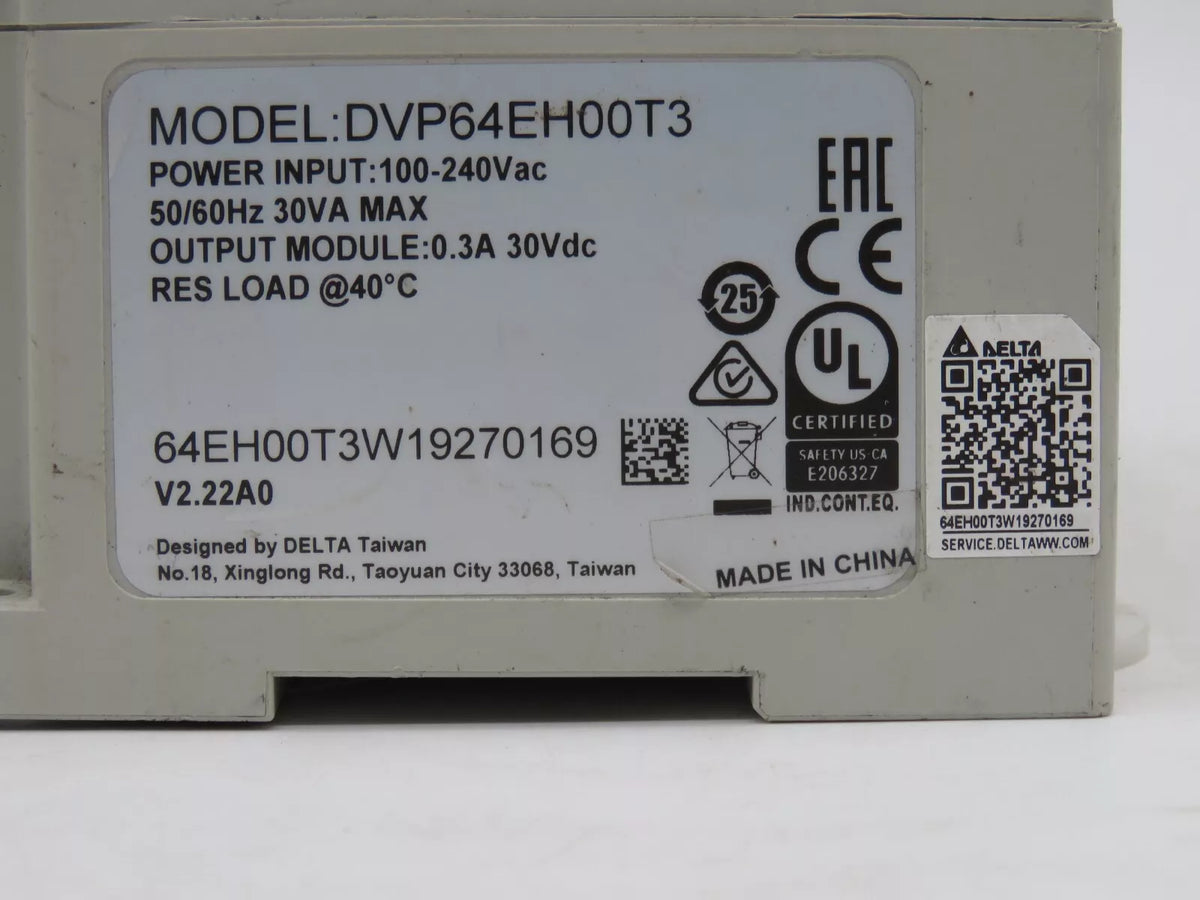 MODEL:DVP64EH00T3
POWER INPUT:100-240Vac
50/60Hz 30VA MAX
OUTPUT MODULE:0.3A 30Vdc
RES LOAD @40°C
64EH00T3W19270169
V2.22A0
Designed by DELTA Taiwan
No.18, Xinglong Rd., Taoyuan City 33068, Taiwan
EAC
CE
25
UL
CERTIFIED
SAFETY US CA
E206327
IND.CONT.EQ.
MADE IN CHINA
DELTA
64EH00T3W19270169
SERVICE.DELTAWW.COM